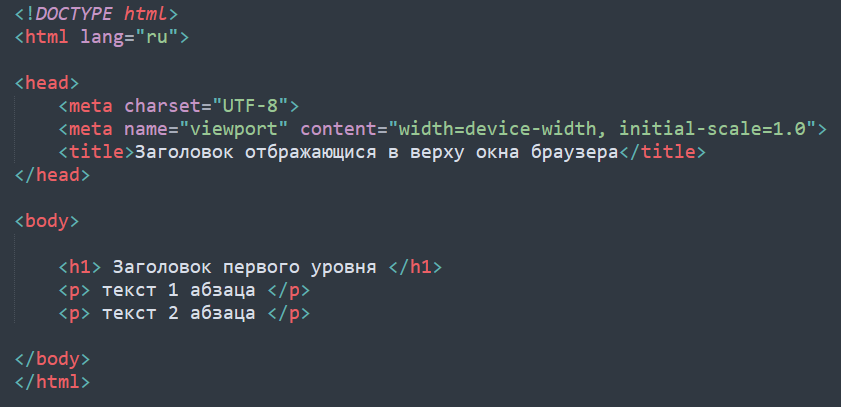 <!DOCTYPE html>
<html lang="ru">
<head>
<meta charset="UTF-8">
<meta name="viewport" content="width=device-width, initial-scale=1.0">
<title>Заголовок отбражающися в верху окна браузера</title>
</head>
<body>
<h1> Заголовок первого уровня </h1>
<p> текст 1 абзаца </p>
<p> текст 2 абзаца </p>
</body>
</html>